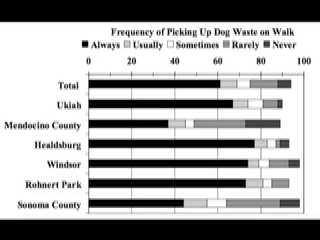 Frequency of Picking Up Dog Waste on Walk
Always Usually Sometimes Rarely Never
0 20 40 60 80 100
Total
Ukiah
Mendocino County
Healdsburg
Windsor
Rohnert Park
Sonoma County